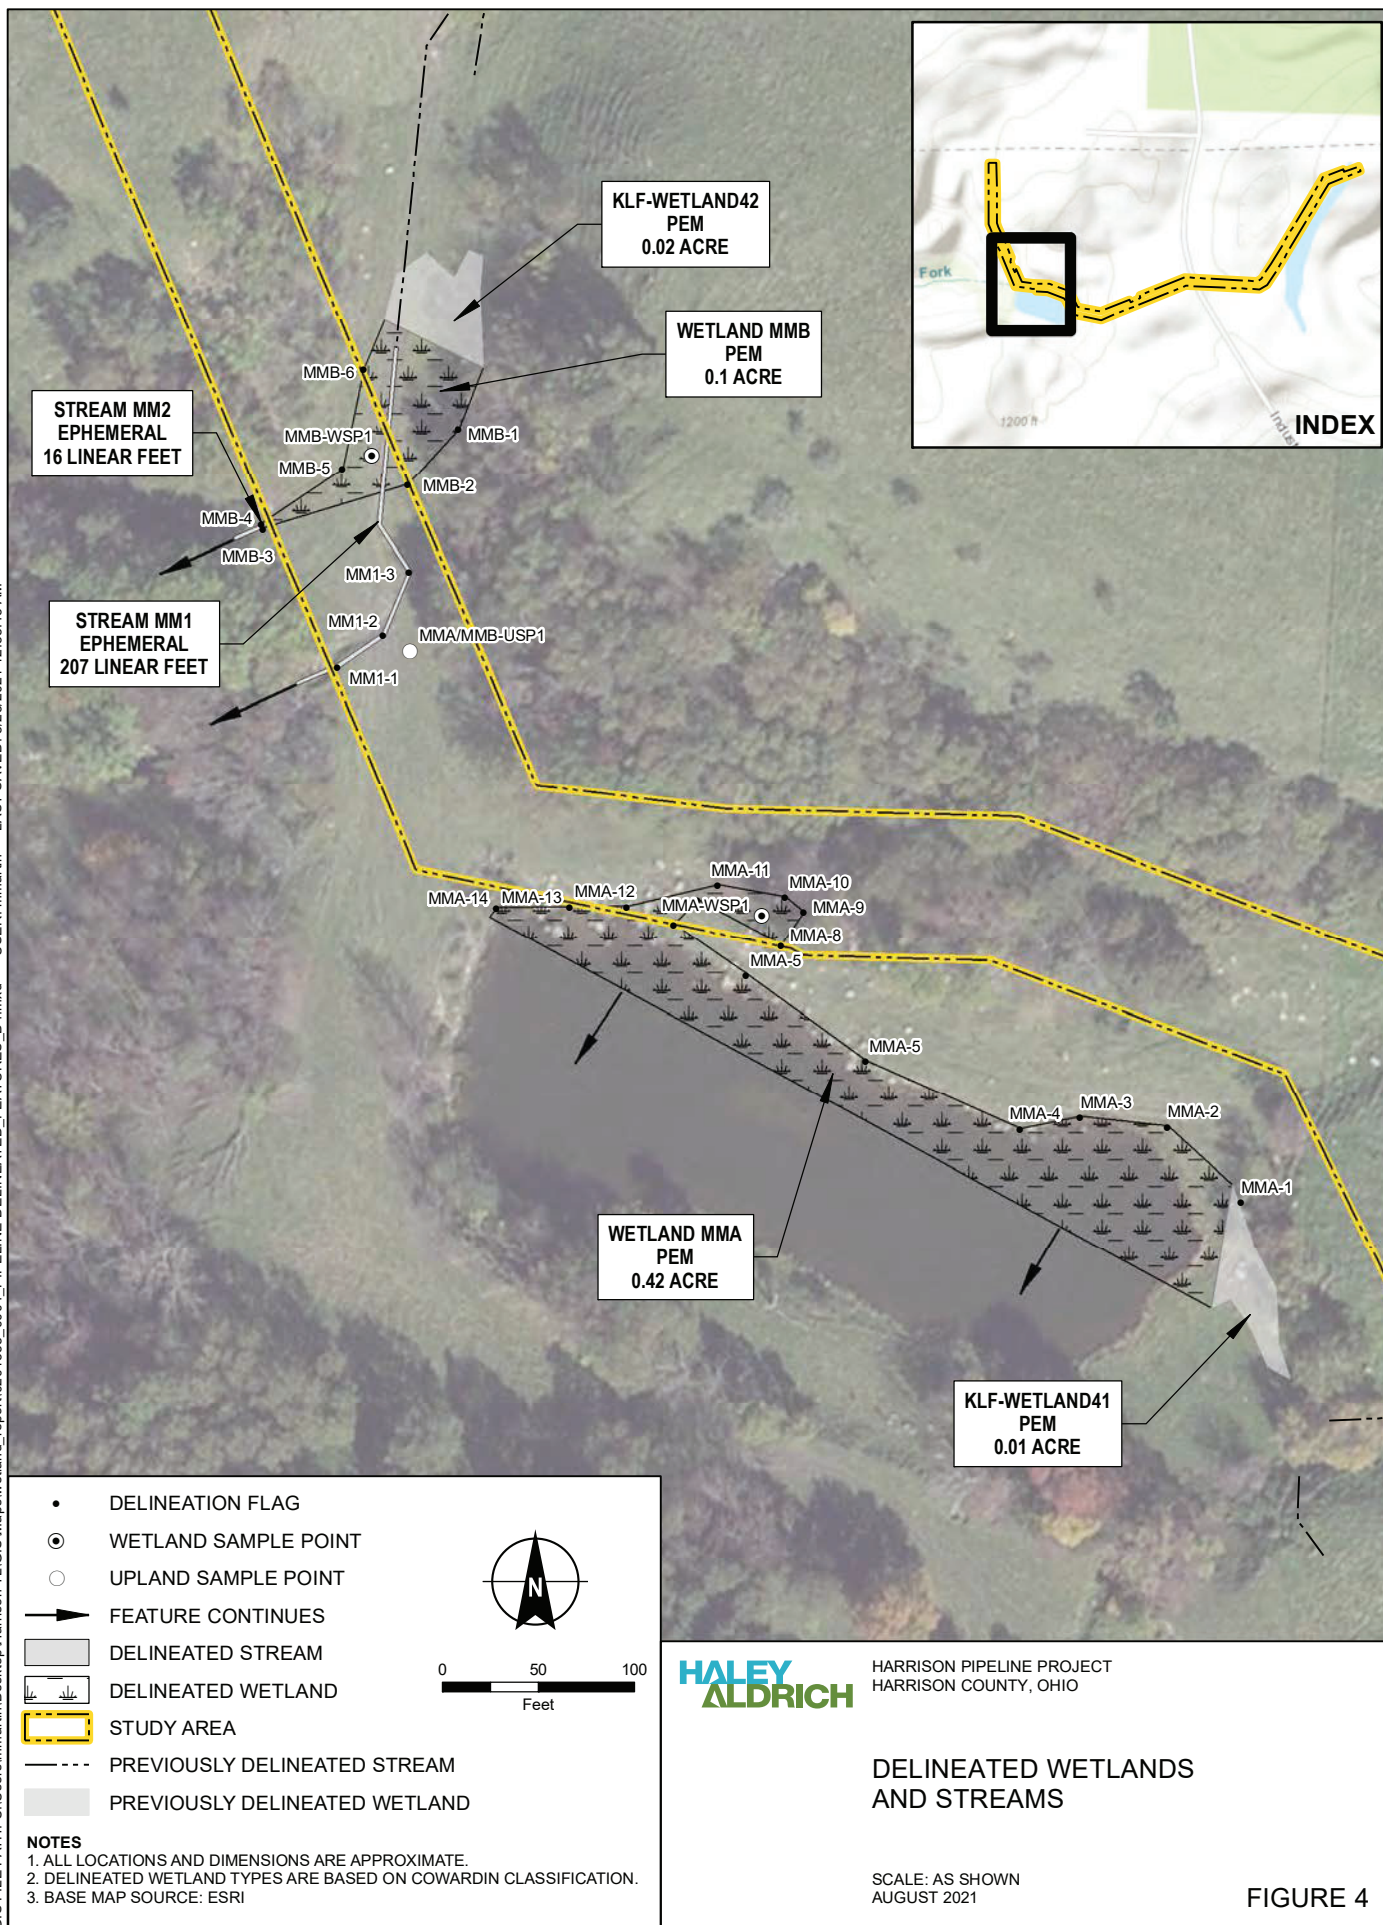 KLF-WETLAND42
PEM
0.02 ACRE
WETLAND MMB
PEM
0.1 ACRE
Fork
1200 ft
INDEX
STREAM MM2
EPHEMERAL
16 LINEAR FEET
MMB-6
MMB-WSP1
MMB-1
MMB-5
MMB-2
MMB-4
MMB-3
MM1-3
STREAM MM1
EPHEMERAL
207 LINEAR FEET
MM1-2
MMA/MMB-USP1
MM1-1
MMA-11
MMA-10
MMA-14
MMA-13
MMA-12
MMA-WSP1
MMA-9
MMA-8
MMA-5
MMA-5
MMA-4
MMA-3
MMA-2
MMA-1
WETLAND MMA
PEM
0.42 ACRE
KLF-WETLAND41
PEM
0.01 ACRE
DELINEATION FLAG
WETLAND SAMPLE POINT
UPLAND SAMPLE POINT
FEATURE CONTINUES
DELINEATED STREAM
DELINEATED WETLAND
STUDY AREA
PREVIOUSLY DELINEATED STREAM
PREVIOUSLY DELINEATED WETLAND
N
0 50 100
Feet
NOTES
1. ALL LOCATIONS AND DIMENSIONS ARE APPROXIMATE.
2. DELINEATED WETLAND TYPES ARE BASED ON COWARDIN CLASSIFICATION.
3. BASE MAP SOURCE: ESRI
HALEY
ALDRICH
HARRISON PIPELINE PROJECT
HARRISON COUNTY, OHIO
DELINEATED WETLANDS
AND STREAMS
SCALE: AS SHOWN
AUGUST 2021
FIGURE 4